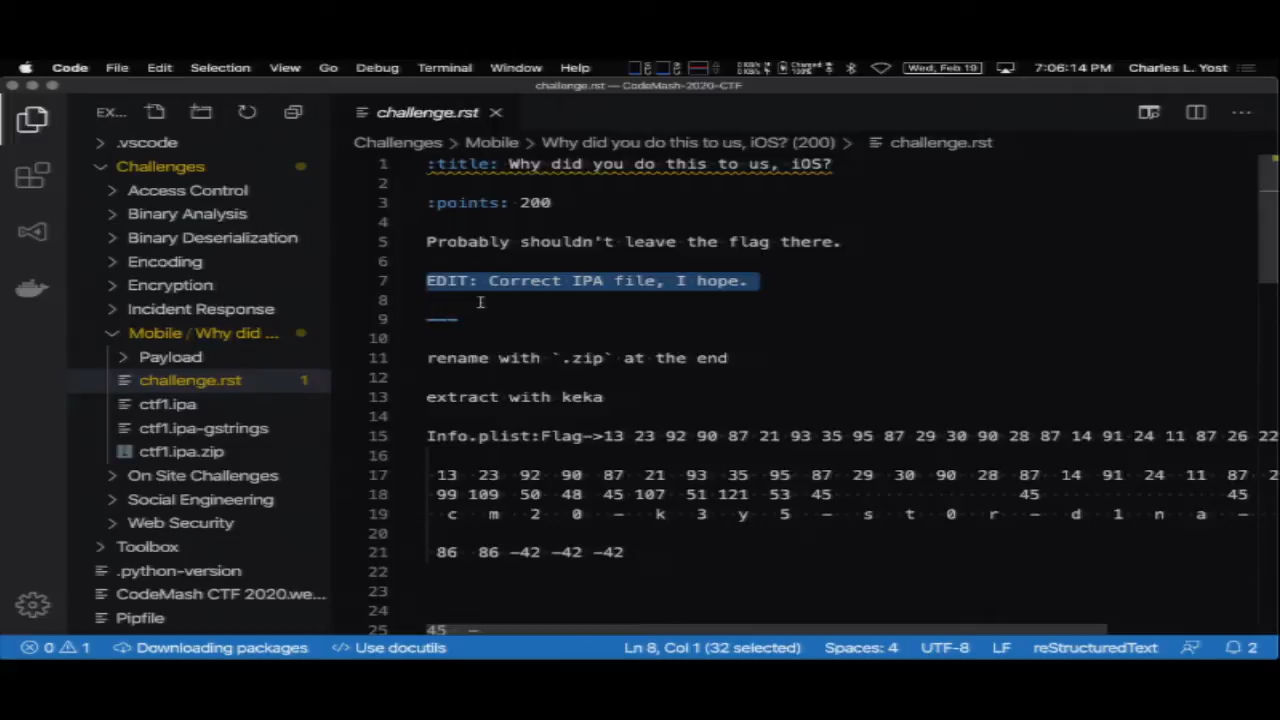 Code File Edit Selection View Go Debug Terminal Window Help Wed, Feb 19 7:06:14 PM Charles L. Yost
challenge.rst — CodeMash-2020-CTF
EX...
challenge.rst
.vscode
Challenges > Mobile > Why did you do this to us, iOS? (200) > challenge.rst
Challenges
1 :title: Why did you do this to us, iOS?
Access Control
2
3 :points: 200
Binary Analysis
4
Binary Deserialization
5 Probably shouldn't leave the flag there.
Encoding
6
7 EDIT: Correct IPA file, I hope.
Encryption
8
Incident Response
9 ---
Mobile / Why did ...
10
Payload
11 rename with `.zip` at the end
challenge.rst 1
12
13 extract with keka
ctf1.ipa
14
ctf1.ipa-gstrings
15 Info.plist:Flag->13 23 92 90 87 21 93 35 95 87 29 30 90 28 87 14 91 24 11 87 26 22
ctf1.ipa.zip
16
On Site Challenges
17 13 23 92 90 87 21 93 35 95 87 29 30 90 28 87 14 91 24 11 87 2
Social Engineering
18 99 109 50 48 45 107 51 121 53 45 45 45
19 c m 2 0 - k 3 y 5 - s t 0 r - d 1 n a -
Web Security
20
Toolbox
21 86 86 -42 -42 -42
.python-version
22
CodeMash CTF 2020.we...
23
Pipfile
24
25 45 -
0 1 Downloading packages Use docutils Ln 8, Col 1 (32 selected) Spaces: 4 UTF-8 LF reStructuredText 2